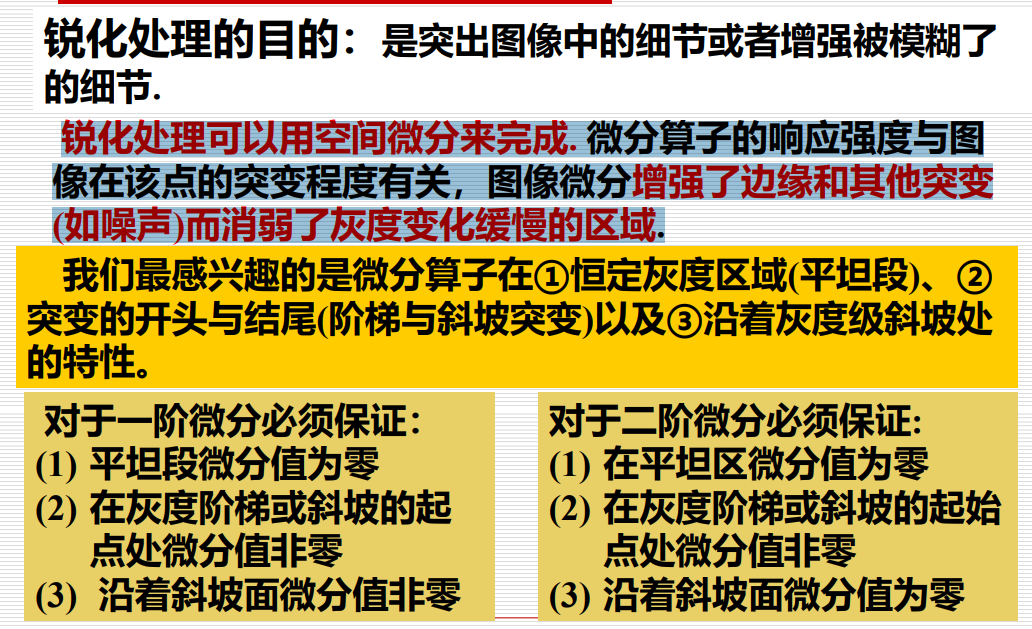 锐化处理的目的：是突出图像中的细节或者增强被模糊了
的细节.
锐化处理可以用空间微分来完成. 微分算子的响应强度与图
像在该点的突变程度有关，图像微分增强了边缘和其他突变
(如噪声)而消弱了灰度变化缓慢的区域.
我们最感兴趣的是微分算子在①恒定灰度区域(平坦段)、②
突变的开头与结尾(阶梯与斜坡突变)以及③沿着灰度级斜坡处
的特性。
对于一阶微分必须保证：
(1) 平坦段微分值为零
(2) 在灰度阶梯或斜坡的起
点处微分值非零
(3) 沿着斜坡面微分值非零
对于二阶微分必须保证:
(1) 在平坦区微分值为零
(2) 在灰度阶梯或斜坡的起始
点处微分值非零
(3) 沿着斜坡面微分值为零